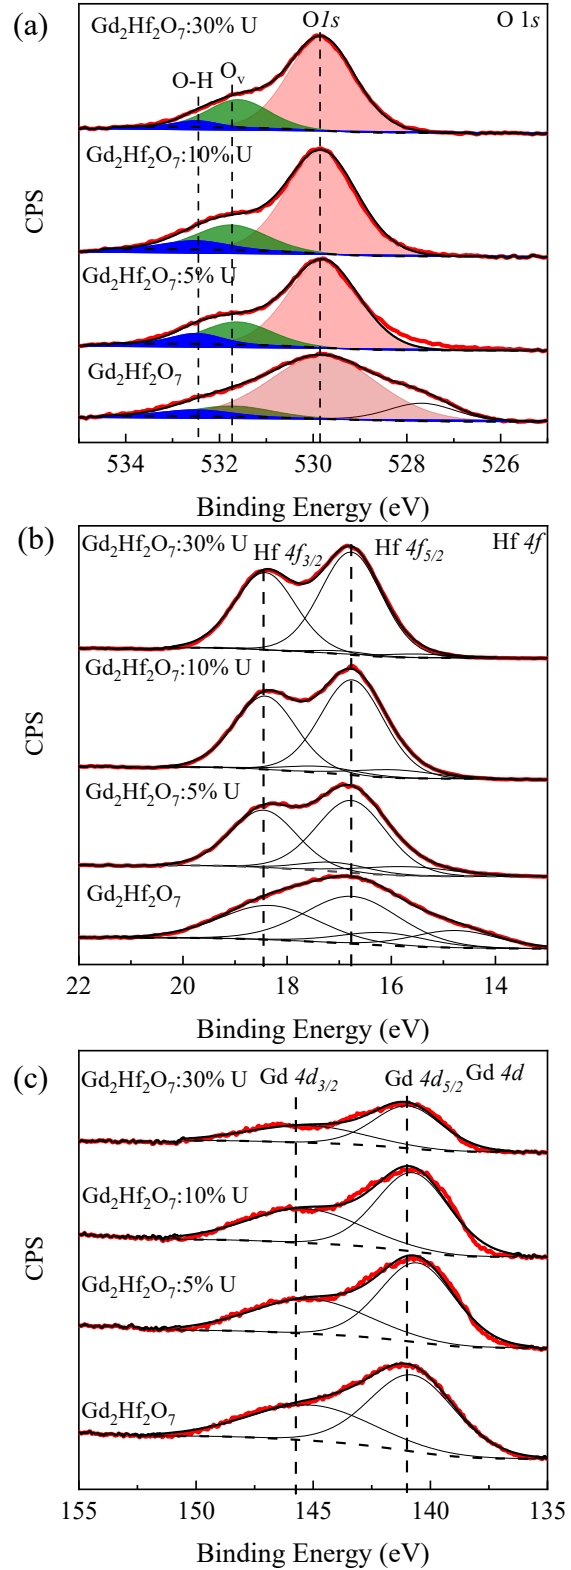 (a)
Gd2Hf2O7:30% U
O1s
O 1s
O-H
Ov
Gd2Hf2O7:10% U
CPS
Gd2Hf2O7:5% U
Gd2Hf2O7
534 532 530 528 526
Binding Energy (eV)
(b)
Gd2Hf2O7:30% U
Hf 4f3/2
Hf 4f5/2
Hf 4f
Gd2Hf2O7:10% U
CPS
Gd2Hf2O7:5% U
Gd2Hf2O7
22 20 18 16 14
Binding Energy (eV)
(c)
Gd2Hf2O7:30% U
Gd 4d3/2
Gd 4d5/2
Gd 4d
Gd2Hf2O7:10% U
CPS
Gd2Hf2O7:5% U
Gd2Hf2O7
155 150 145 140 135
Binding Energy (eV)